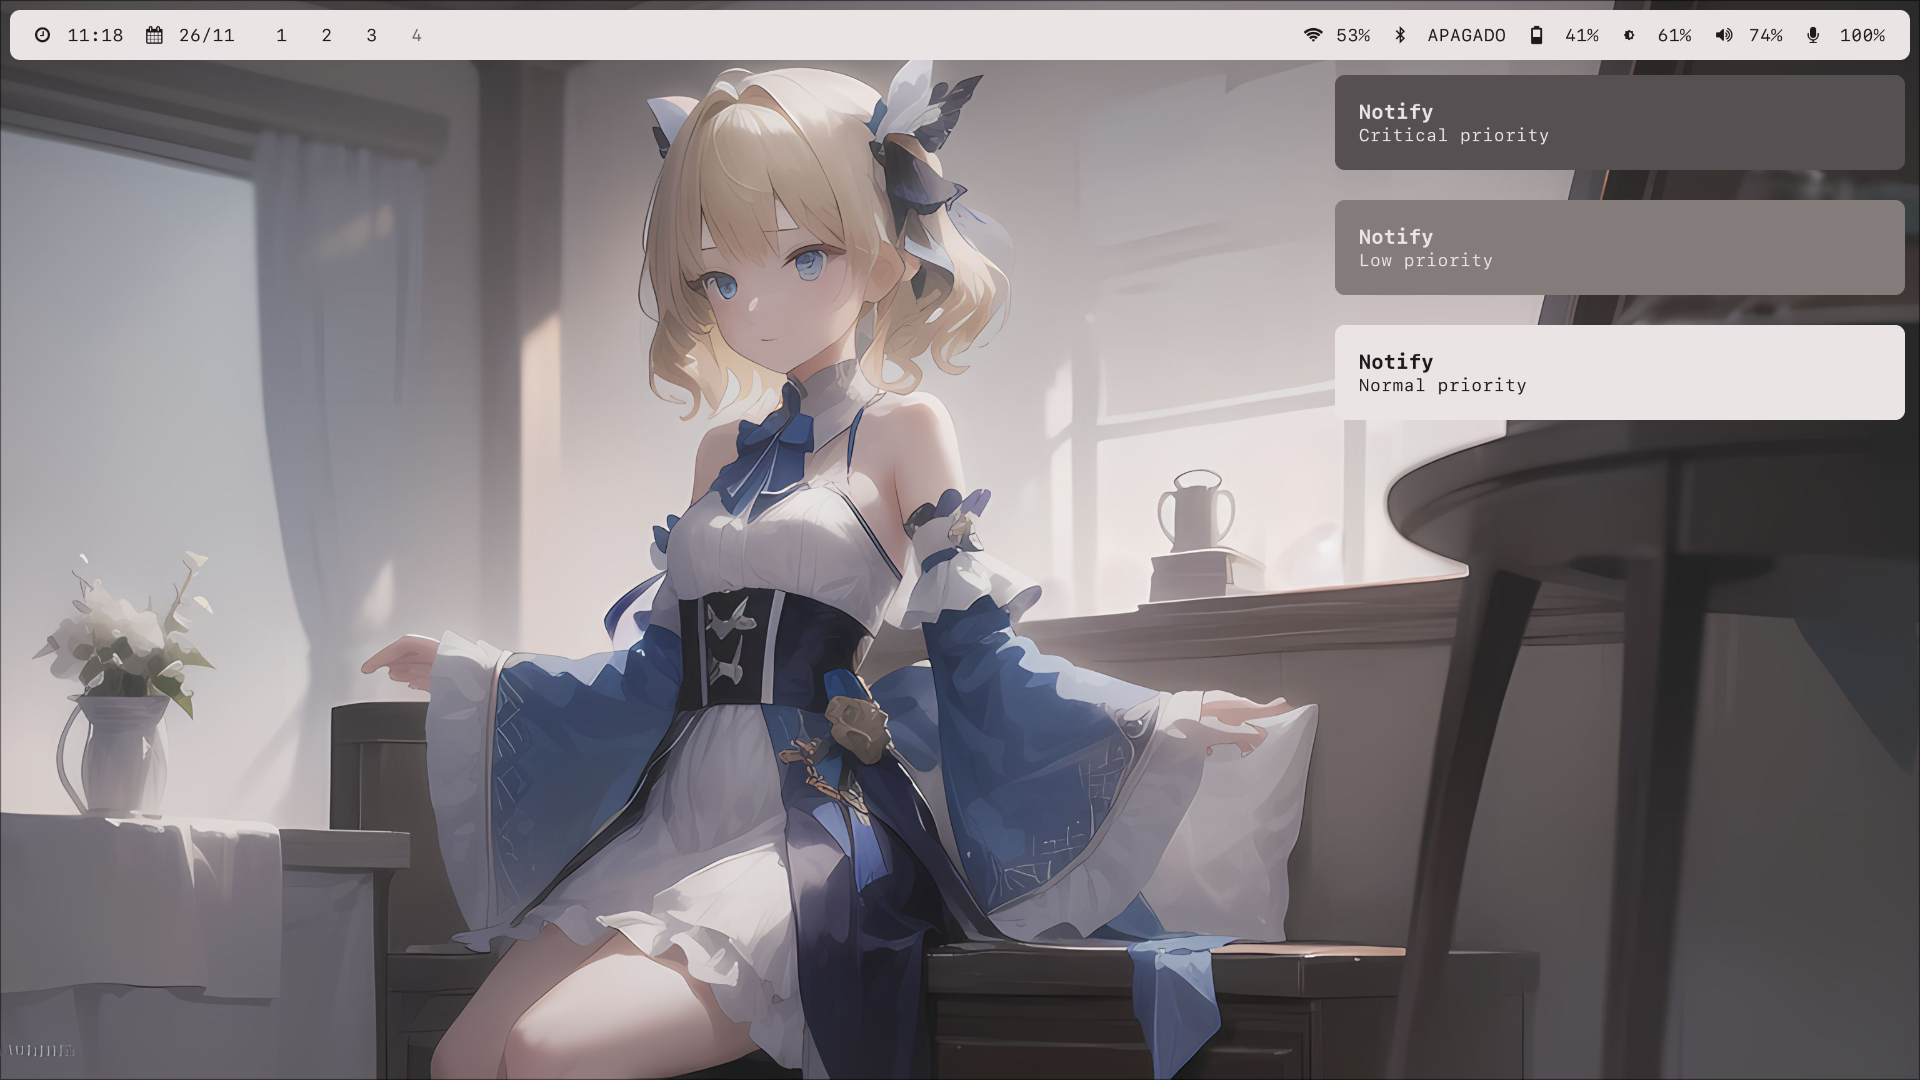 11:18 26/11 1 2 3 4 53% APAGADO 41% 61% 74% 100%
Notify
Critical priority
Notify
Low priority
Notify
Normal priority